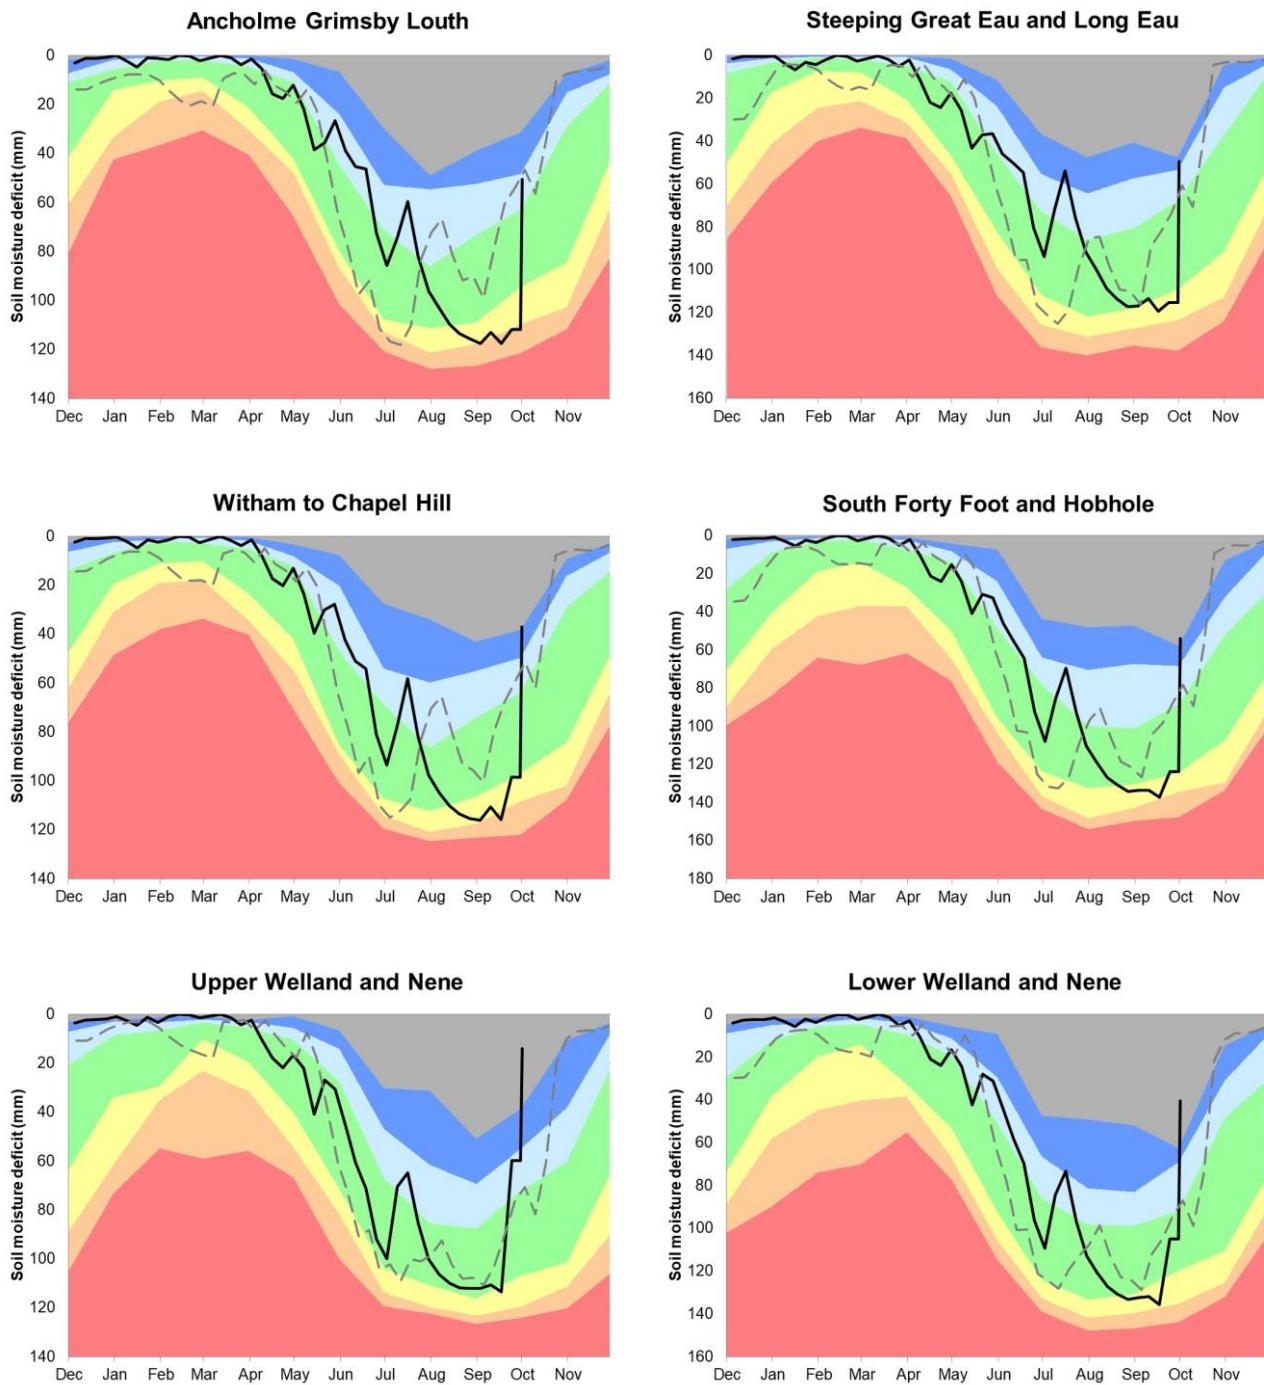 Ancholme Grimsby Louth
Steeping Great Eau and Long Eau
Soil moisture deficit (mm)
0
20
40
60
80
100
120
140
Dec Jan Feb Mar Apr May Jun Jul Aug Sep Oct Nov
Soil moisture deficit (mm)
0
20
40
60
80
100
120
140
160
Dec Jan Feb Mar Apr May Jun Jul Aug Sep Oct Nov
Witham to Chapel Hill
South Forty Foot and Hobhole
Soil moisture deficit (mm)
0
20
40
60
80
100
120
140
Dec Jan Feb Mar Apr May Jun Jul Aug Sep Oct Nov
Soil moisture deficit (mm)
0
20
40
60
80
100
120
140
160
180
Dec Jan Feb Mar Apr May Jun Jul Aug Sep Oct Nov
Upper Welland and Nene
Lower Welland and Nene
Soil moisture deficit (mm)
0
20
40
60
80
100
120
140
Dec Jan Feb Mar Apr May Jun Jul Aug Sep Oct Nov
Soil moisture deficit (mm)
0
20
40
60
80
100
120
140
160
Dec Jan Feb Mar Apr May Jun Jul Aug Sep Oct Nov